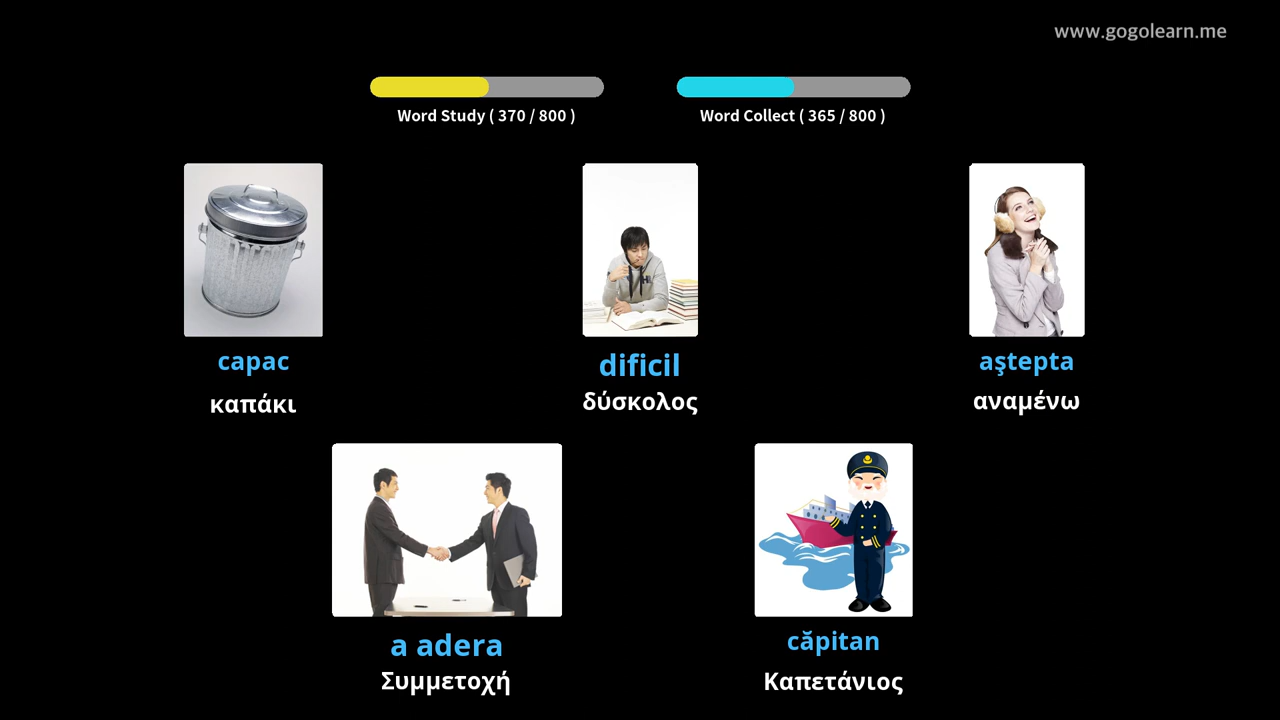 www.gogolearn.me
Word Study ( 370 / 800 )
Word Collect ( 365 / 800 )
capac
καπάκι
dificil
δύσκολος
aştepta
αναμένω
a adera
Συμμετοχή
căpitan
Καπετάνιος